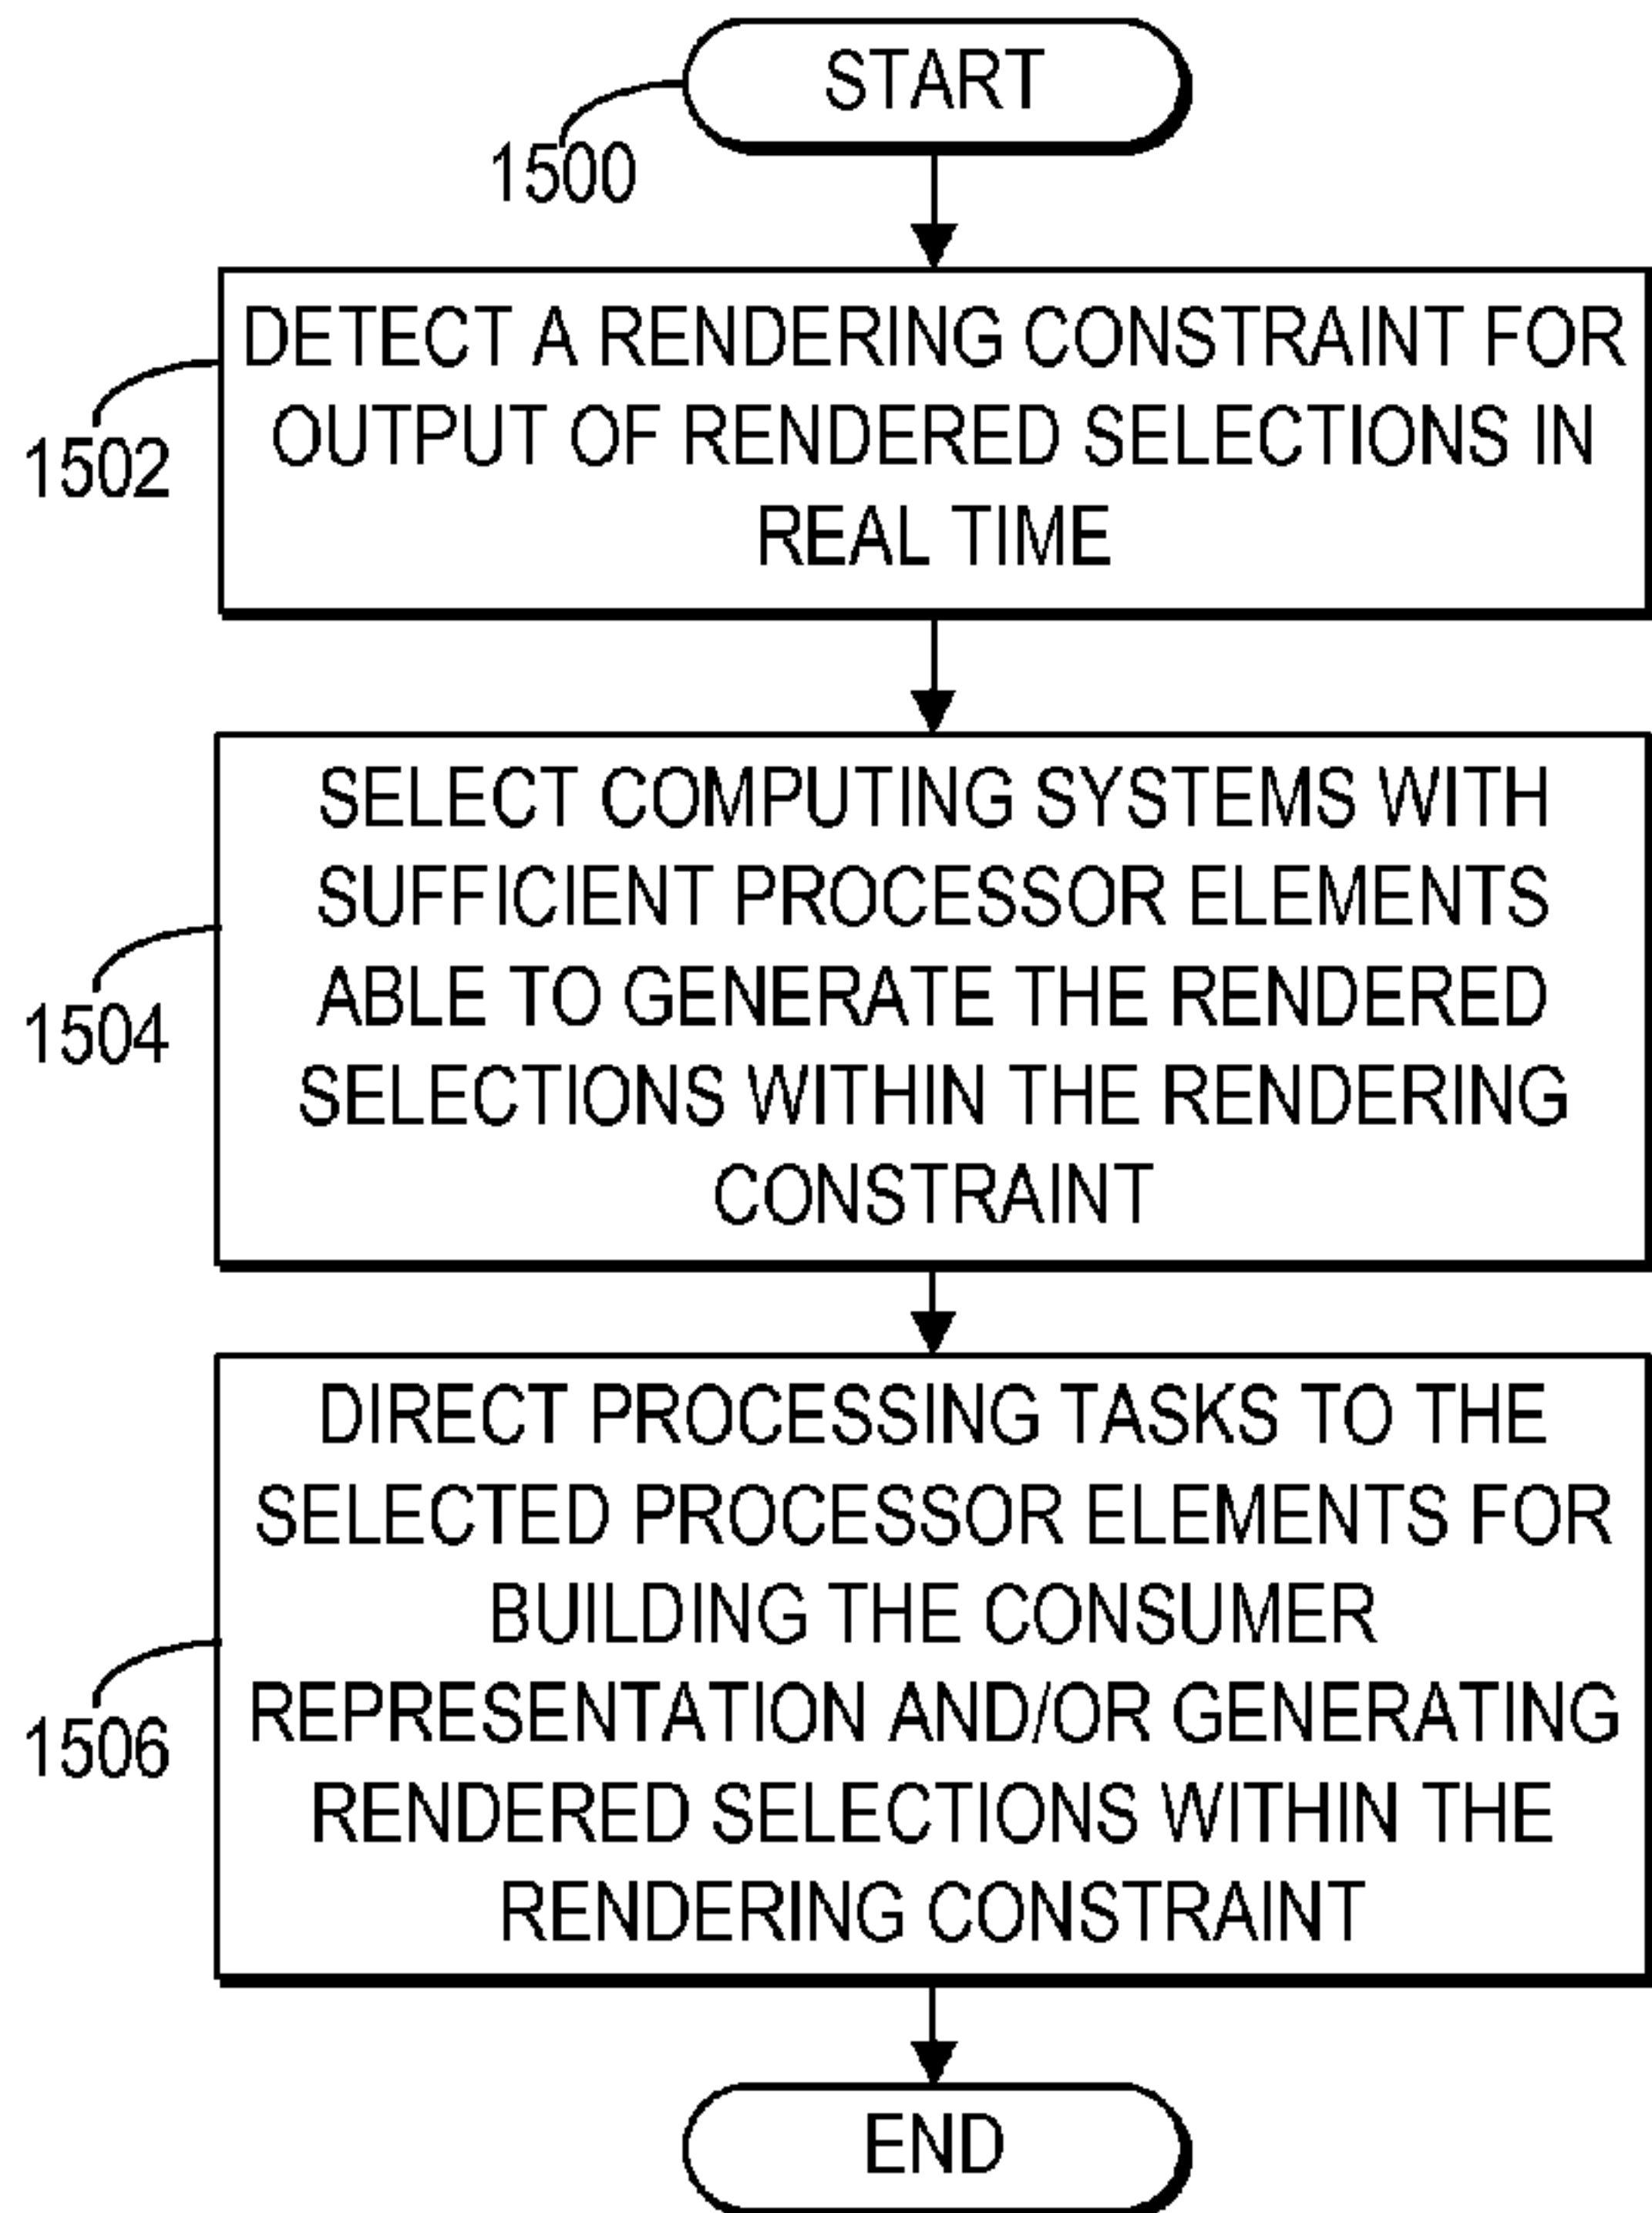 START
1500
DETECT A RENDERING CONSTRAINT FOR
OUTPUT OF RENDERED SELECTIONS IN
REAL TIME
1502
SELECT COMPUTING SYSTEMS WITH
SUFFICIENT PROCESSOR ELEMENTS
ABLE TO GENERATE THE RENDERED
SELECTIONS WITHIN THE RENDERING
CONSTRAINT
1504
DIRECT PROCESSING TASKS TO THE
SELECTED PROCESSOR ELEMENTS FOR
BUILDING THE CONSUMER
REPRESENTATION AND/OR GENERATING
RENDERED SELECTIONS WITHIN THE
RENDERING CONSTRAINT
1506
END